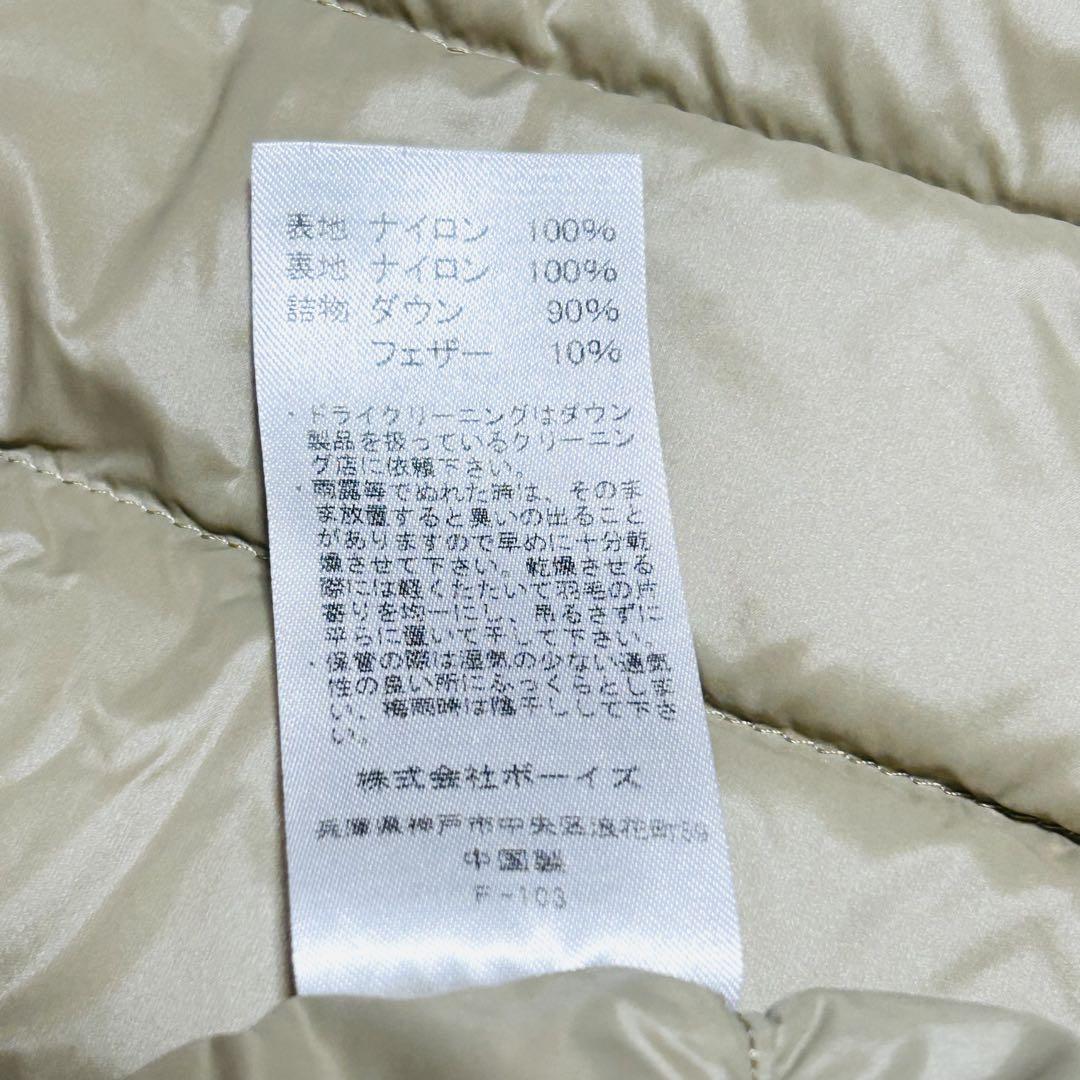 表地 ナイロン 100%
裏地 ナイロン 100%
詰物 ダウン 90%
フェザー 10%
・ドライクリーニングはダウン
製品を扱っているクリーニン
グ店に依頼下さい。
・雨露等でぬれた時は、そのま
ま放置すると臭いの出ること
がありますので早めに十分乾
燥させて下さい。乾燥させる
際には軽くたたいて羽毛の片
寄りを均一にし、吊るさずに
平らに置いて干して下さい。
・保管の際は湿気の少ない通気
性の良い所にふっくらとしま
い。梅雨時は陰干しして下さ
い。
株式会社ボーイズ
兵庫県神戸市中央区浪花町59
中国製
F-103